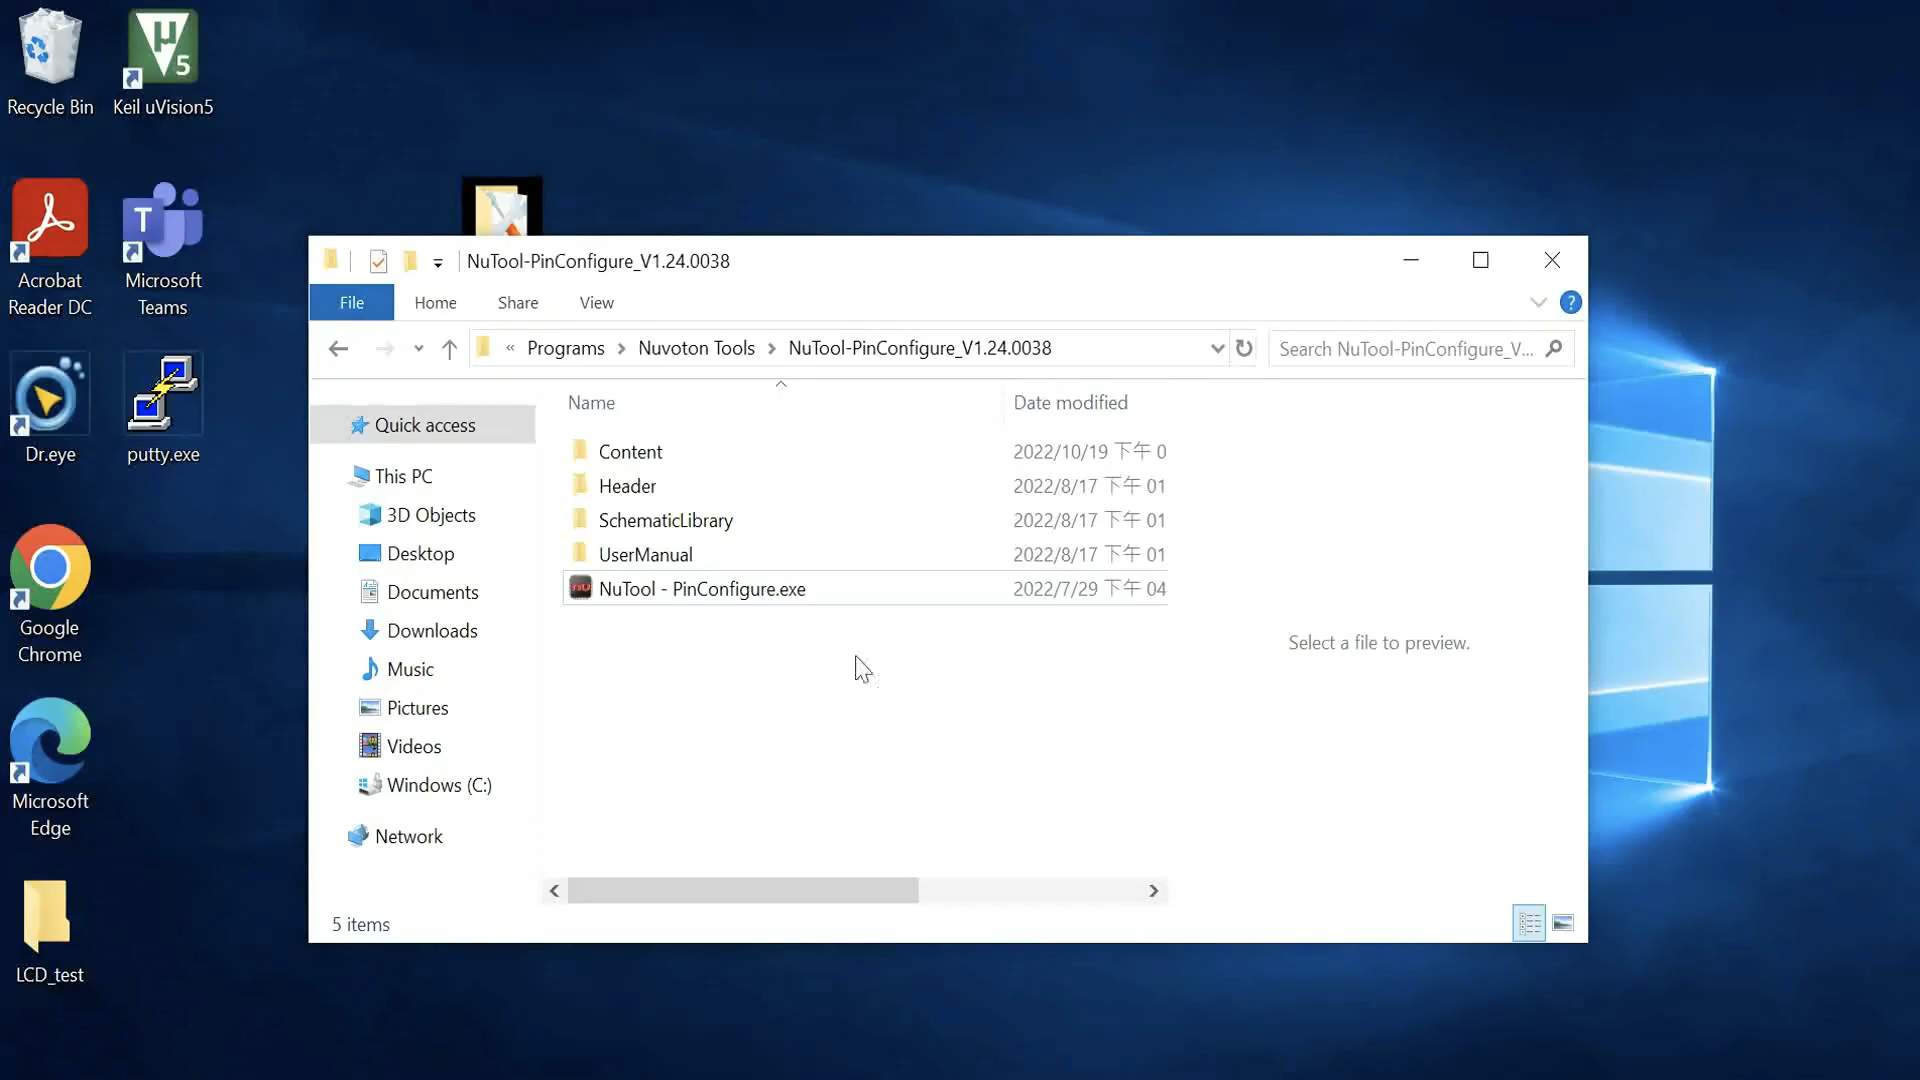 Recycle Bin
Keil uVision5
μ
5
Acrobat
Reader DC
T
Microsoft
Teams
Dr.eye
putty.exe
Google
Chrome
Microsoft
Edge
LCD_test
NuTool-PinConfigure_V1.24.0038
File
Home
Share
View
?
« Programs > Nuvoton Tools > NuTool-PinConfigure_V1.24.0038
Search NuTool-PinConfigure_V...
Name
Date modified
Quick access
This PC
3D Objects
Desktop
Documents
Downloads
Music
Pictures
Videos
Windows (C:)
Network
Content 2022/10/19 下午 0
Header 2022/8/17 下午 01
SchematicLibrary 2022/8/17 下午 01
UserManual 2022/8/17 下午 01
NuTool - PinConfigure.exe 2022/7/29 下午 04
Select a file to preview.
5 items